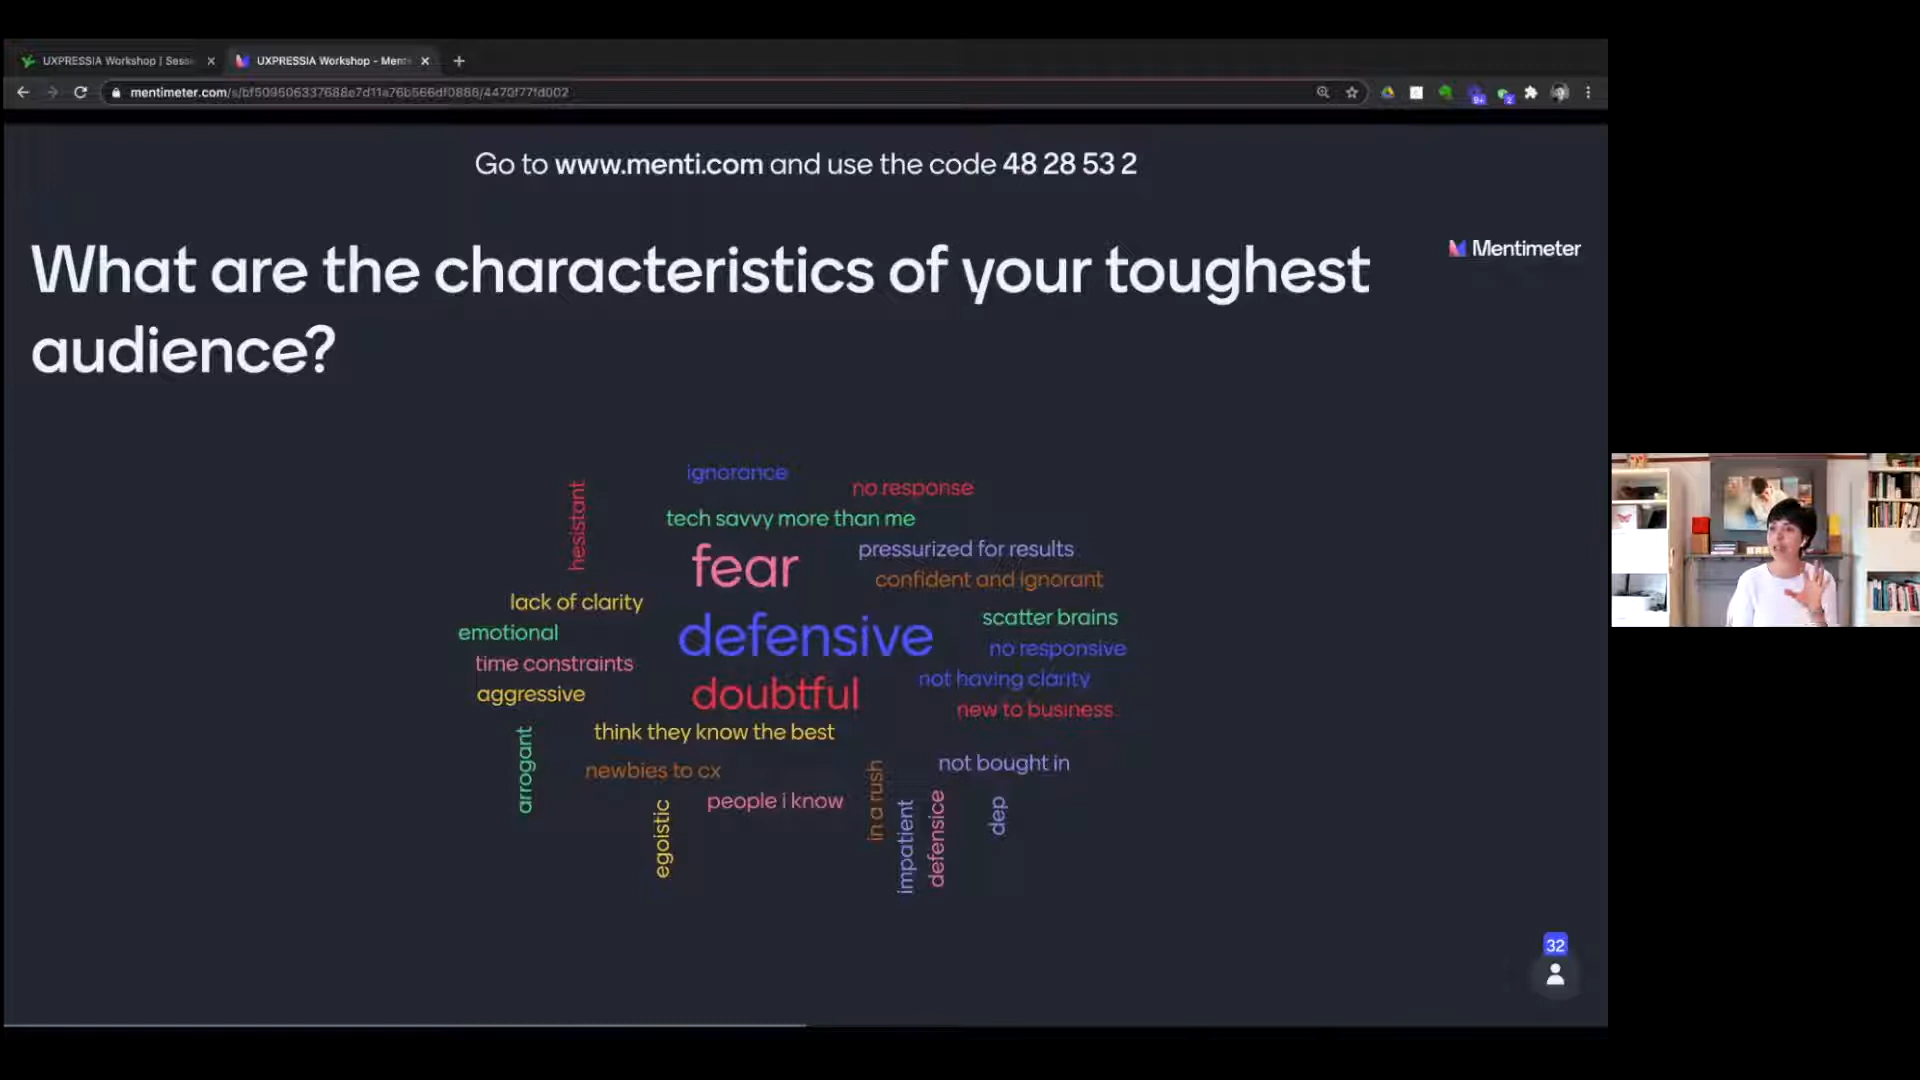 UXPRESSIA Workshop | Sess
UXPRESSIA Workshop - Ment
mentimeter.com
Go to www.menti.com and use the code 48 28 53 2
What are the characteristics of your toughest
audience?
Mentimeter
ignorance
no response
hesistant
tech savvy more than me
fear
pressurized for results
confident and ignorant
lack of clarity
scatter brains
emotional
defensive
no responsive
time constraints
not having clarity
aggressive
doubtful
new to business
think they know the best
arrogant
not bought in
newbies to cx
in a rush
people i know
egoistic
impatient
defensice
dep
32